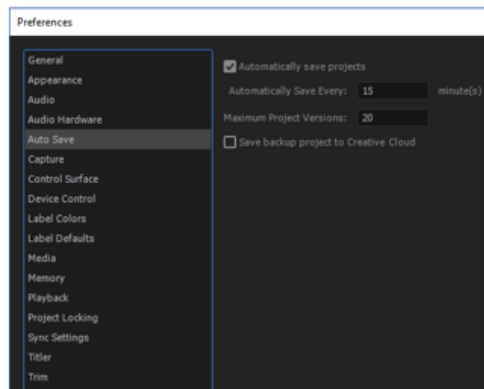 Preferences
General
Appearance
Audio
Audio Hardware
Auto Save
Capture
Control Surface
Device Control
Label Colors
Label Defaults
Media
Memory
Playback
Project Locking
Sync Settings
Titler
Trim
Automatically save projects
Automatically Save Every: 15 minute(s)
Maximum Project Versions: 20
Save backup project to Creative Cloud